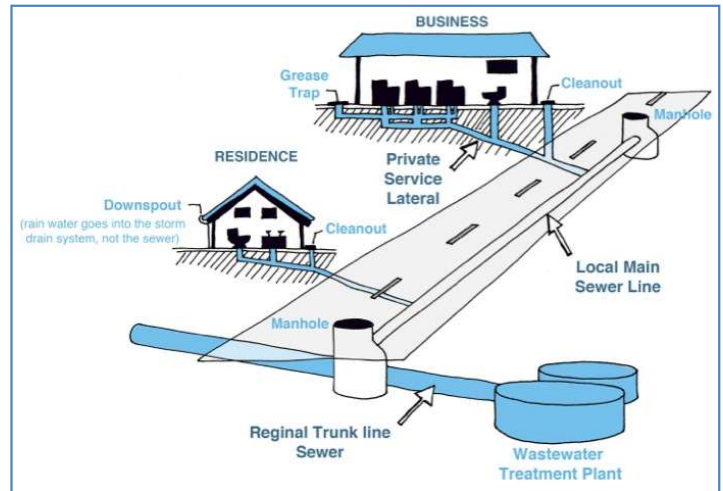 BUSINESS
Grease
Trap
Cleanout
Manhole
Private
Service
Lateral
RESIDENCE
Downspout
(rain water goes into the storm
drain system, not the sewer)
Cleanout
Local Main
Sewer Line
Manhole
Reginal Trunk line
Sewer
Wastewater
Treatment Plant